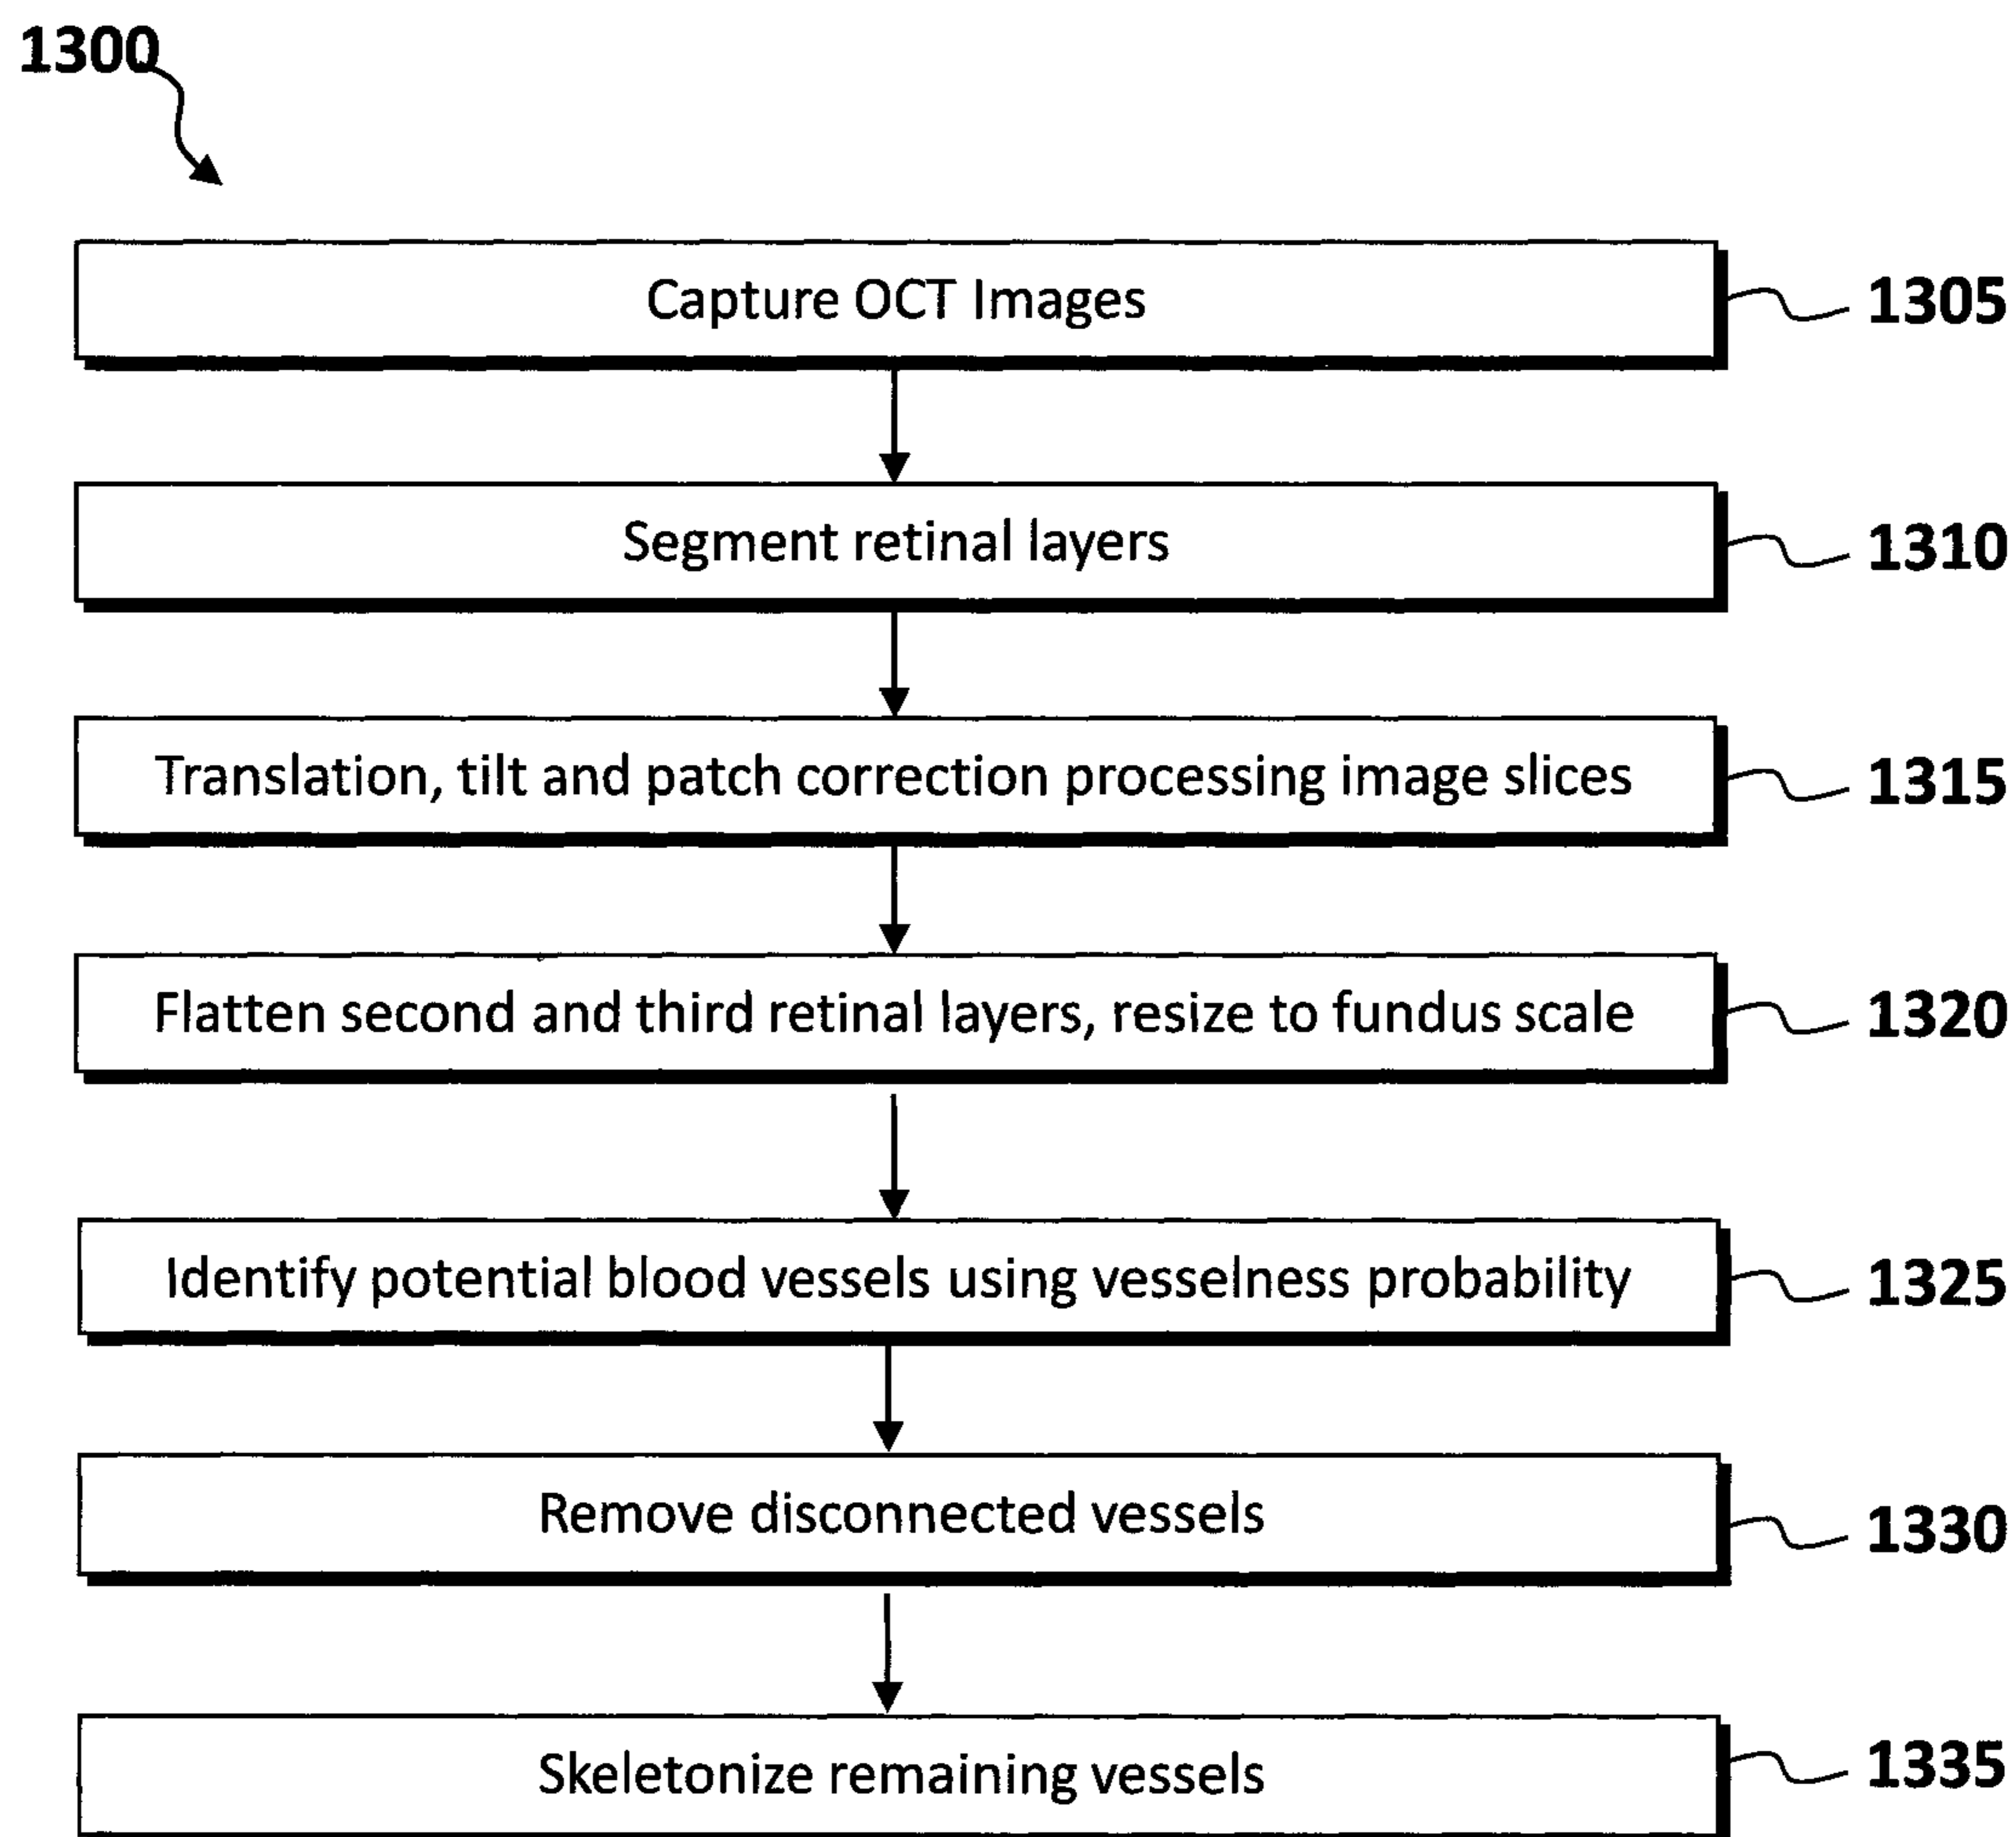 1300
Capture OCT Images
1305
Segment retinal layers
1310
Translation, tilt and patch correction processing image slices
1315
Flatten second and third retinal layers, resize to fundus scale
1320
Identify potential blood vessels using vesselness probability
1325
Remove disconnected vessels
1330
Skeletonize remaining vessels
1335